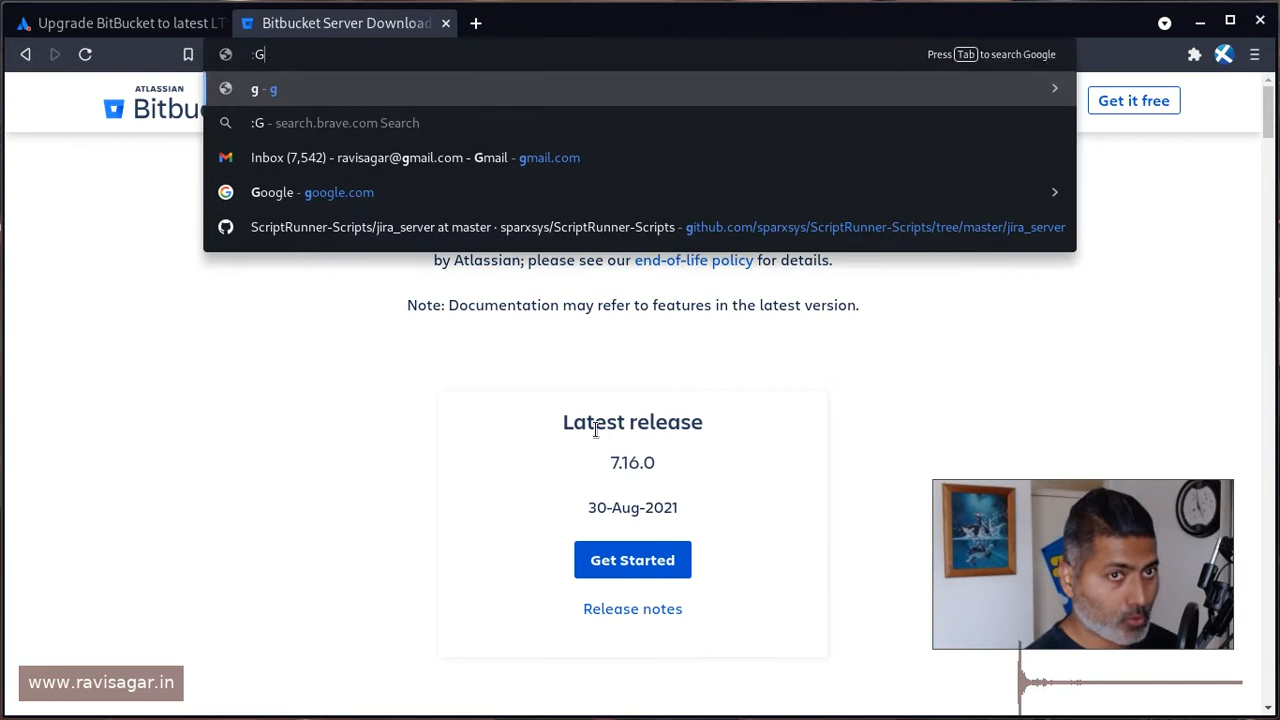 Upgrade BitBucket to latest LT
Bitbucket Server Download
:G
Press Tab to search Google
g - g
:G - search.brave.com Search
Inbox (7,542) - ravisagar@gmail.com - Gmail - gmail.com
Google - google.com
ScriptRunner-Scripts/jira_server at master · sparxsys/ScriptRunner-Scripts - github.com/sparxsys/ScriptRunner-Scripts/tree/master/jira_server
ATLASSIAN
Bitbuc
Get it free
by Atlassian; please see our end-of-life policy for details.
Note: Documentation may refer to features in the latest version.
Latest release
7.16.0
30-Aug-2021
Get Started
Release notes
www.ravisagar.in